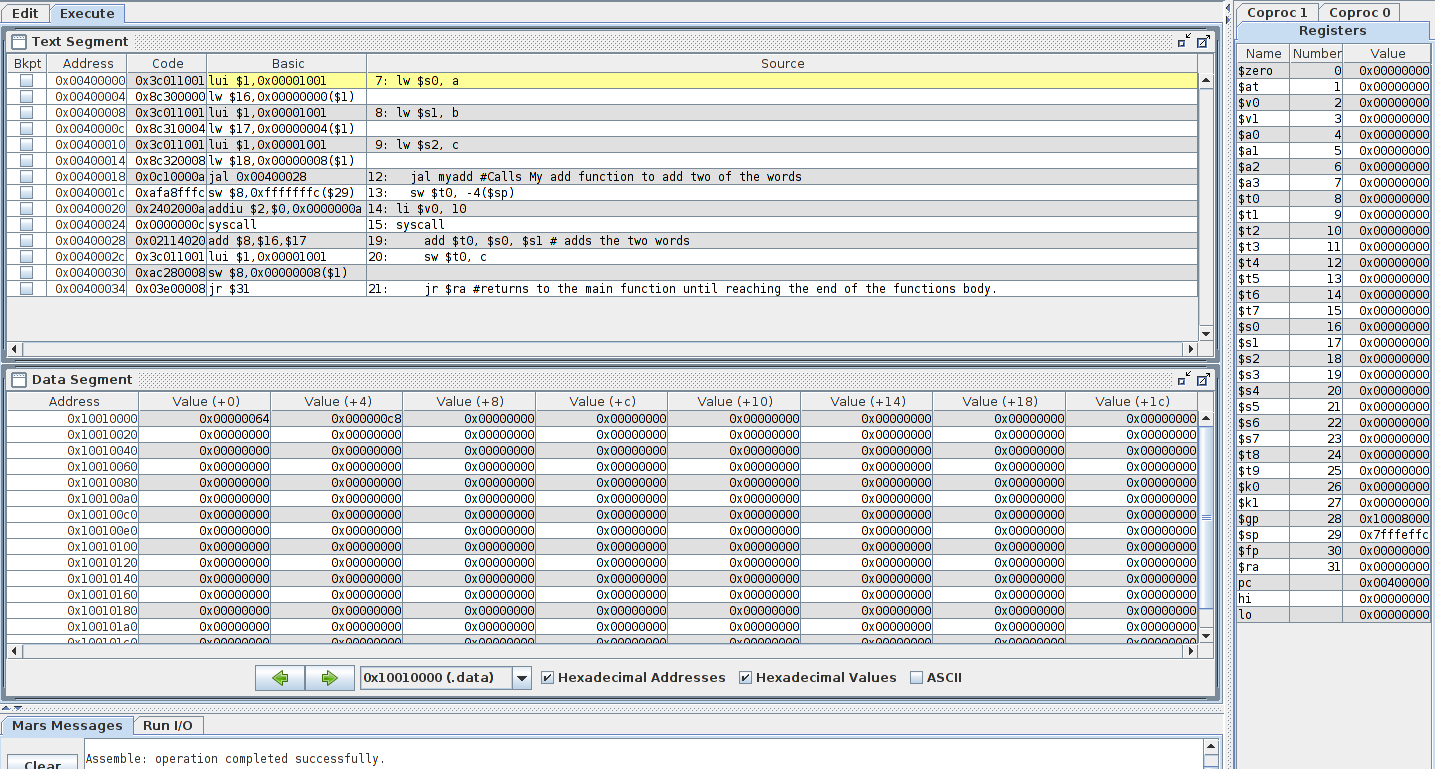 Edit Execute
Text Segment
Bkpt Address Code Basic Source
0x00400000 0x3c011001 lui $1,0x00001001 7: lw $s0, a
0x00400004 0x8c300000 lw $16,0x00000000($1)
0x00400008 0x3c011001 lui $1,0x00001001 8: lw $s1, b
0x0040000c 0x8c310004 lw $17,0x00000004($1)
0x00400010 0x3c011001 lui $1,0x00001001 9: lw $s2, c
0x00400014 0x8c320008 lw $18,0x00000008($1)
0x00400018 0x0c10000a jal 0x00400028 12: jal myadd #Calls My add function to add two of the words
0x0040001c 0xafa8fffc sw $8,0xfffffffc($29) 13: sw $t0, -4($sp)
0x00400020 0x2402000a addiu $2,$0,0x0000000a 14: li $v0, 10
0x00400024 0x0000000c syscall 15: syscall
0x00400028 0x02114020 add $8,$16,$17 19: add $t0, $s0, $s1 # adds the two words
0x0040002c 0x3c011001 lui $1,0x00001001 20: sw $t0, c
0x00400030 0xac280008 sw $8,0x00000008($1)
0x00400034 0x03e00008 jr $31 21: jr $ra #returns to the main function until reaching the end of the functions body.
Data Segment
Address Value (+0) Value (+4) Value (+8) Value (+c) Value (+10) Value (+14) Value (+18) Value (+1c)
0x10010000 0x00000064 0x000000c8 0x00000000 0x00000000 0x00000000 0x00000000 0x00000000 0x00000000
0x10010020 0x00000000 0x00000000 0x00000000 0x00000000 0x00000000 0x00000000 0x00000000 0x00000000
0x10010040 0x00000000 0x00000000 0x00000000 0x00000000 0x00000000 0x00000000 0x00000000 0x00000000
0x10010060 0x00000000 0x00000000 0x00000000 0x00000000 0x00000000 0x00000000 0x00000000 0x00000000
0x10010080 0x00000000 0x00000000 0x00000000 0x00000000 0x00000000 0x00000000 0x00000000 0x00000000
0x100100a0 0x00000000 0x00000000 0x00000000 0x00000000 0x00000000 0x00000000 0x00000000 0x00000000
0x100100c0 0x00000000 0x00000000 0x00000000 0x00000000 0x00000000 0x00000000 0x00000000 0x00000000
0x100100e0 0x00000000 0x00000000 0x00000000 0x00000000 0x00000000 0x00000000 0x00000000 0x00000000
0x10010100 0x00000000 0x00000000 0x00000000 0x00000000 0x00000000 0x00000000 0x00000000 0x00000000
0x10010120 0x00000000 0x00000000 0x00000000 0x00000000 0x00000000 0x00000000 0x00000000 0x00000000
0x10010140 0x00000000 0x00000000 0x00000000 0x00000000 0x00000000 0x00000000 0x00000000 0x00000000
0x10010160 0x00000000 0x00000000 0x00000000 0x00000000 0x00000000 0x00000000 0x00000000 0x00000000
0x10010180 0x00000000 0x00000000 0x00000000 0x00000000 0x00000000 0x00000000 0x00000000 0x00000000
0x100101a0 0x00000000 0x00000000 0x00000000 0x00000000 0x00000000 0x00000000 0x00000000 0x00000000
0x100101c0 0x00000000 0x00000000 0x00000000 0x00000000 0x00000000 0x00000000 0x00000000 0x00000000
0x10010000 (.data) Hexadecimal Addresses Hexadecimal Values ASCII
Mars Messages Run I/O
Assemble: operation completed successfully.
Clear
Coproc 1 Coproc 0
Registers
Name Number Value
$zero 0 0x00000000
$at 1 0x00000000
$v0 2 0x00000000
$v1 3 0x00000000
$a0 4 0x00000000
$a1 5 0x00000000
$a2 6 0x00000000
$a3 7 0x00000000
$t0 8 0x00000000
$t1 9 0x00000000
$t2 10 0x00000000
$t3 11 0x00000000
$t4 12 0x00000000
$t5 13 0x00000000
$t6 14 0x00000000
$t7 15 0x00000000
$s0 16 0x00000000
$s1 17 0x00000000
$s2 18 0x00000000
$s3 19 0x00000000
$s4 20 0x00000000
$s5 21 0x00000000
$s6 22 0x00000000
$s7 23 0x00000000
$t8 24 0x00000000
$t9 25 0x00000000
$k0 26 0x00000000
$k1 27 0x00000000
$gp 28 0x10008000
$sp 29 0x7fffeffc
$fp 30 0x00000000
$ra 31 0x00000000
pc 0x00400000
hi 0x00000000
lo 0x00000000